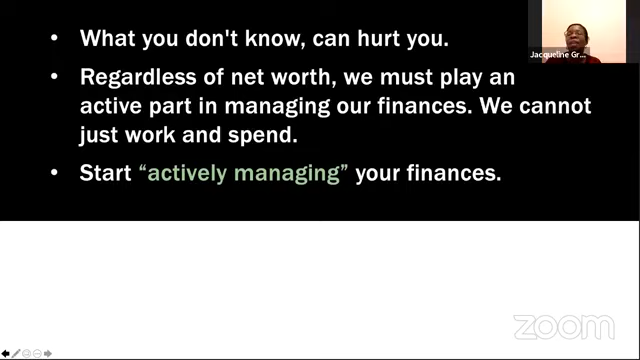 • What you don't know, can hurt you.
Jacqueline Gr...
• Regardless of net worth, we must play an
active part in managing our finances. We cannot
just work and spend.
• Start “actively managing” your finances.
zoom